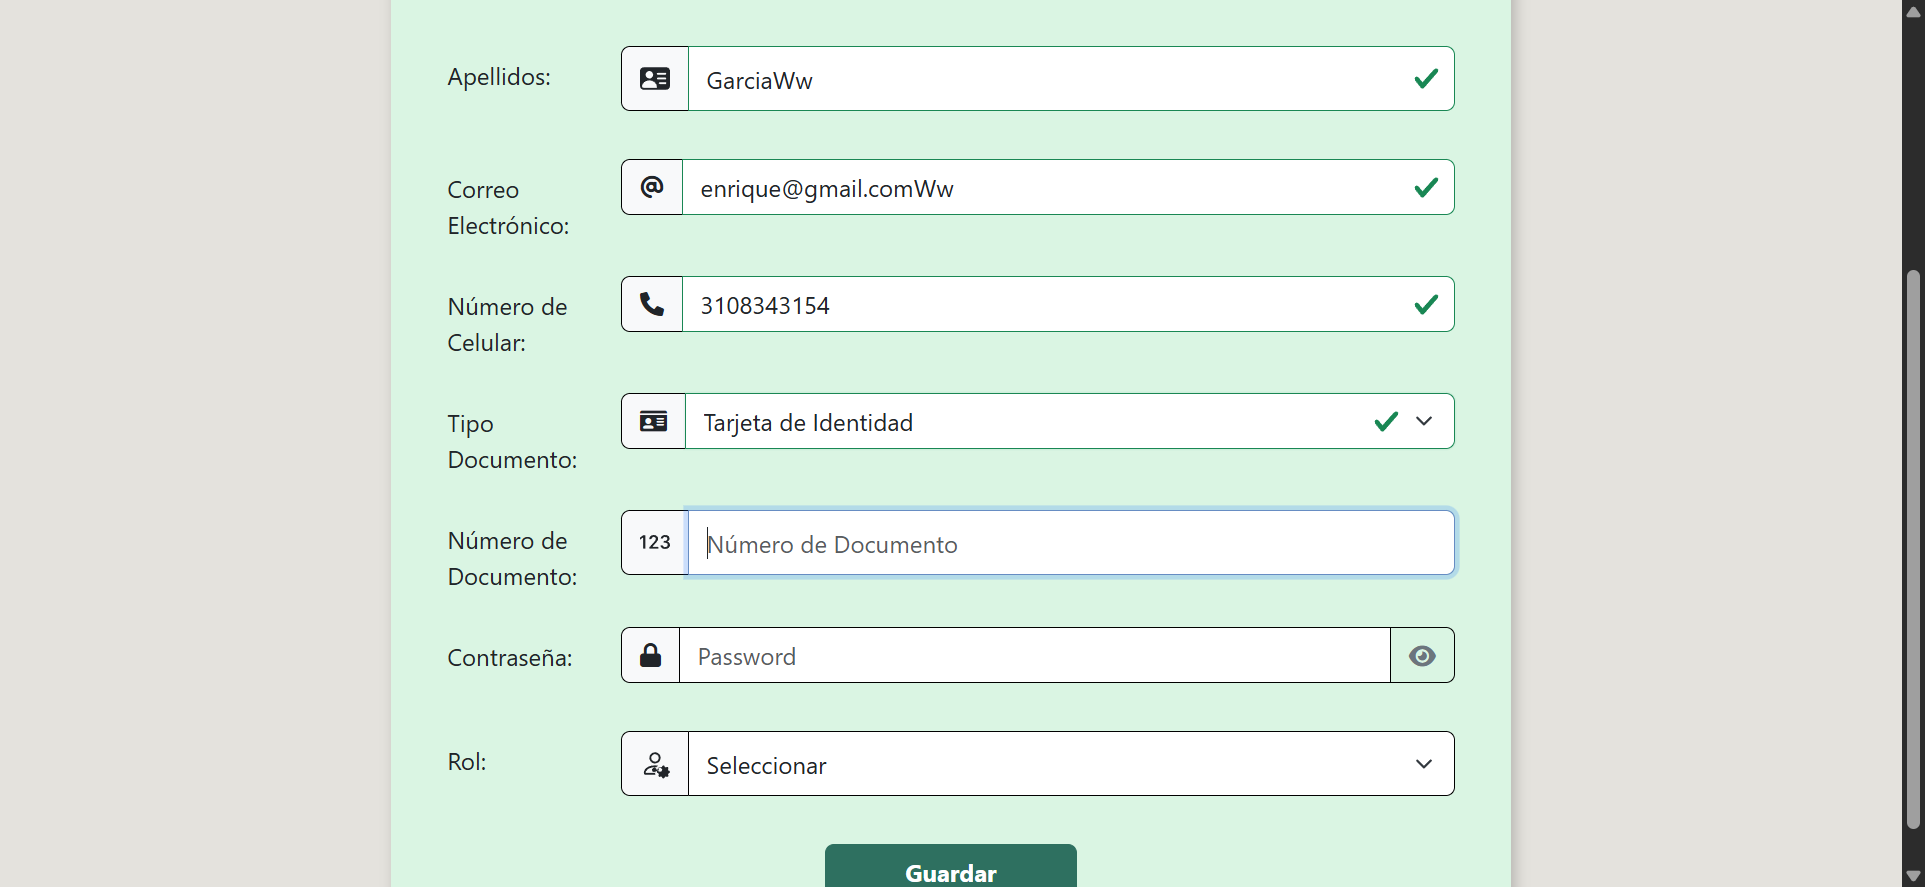 Apellidos:
GarciaWw
Correo
Electrónico:
enrique@gmail.comWw
Número de
Celular:
3108343154
Tipo
Documento:
Tarjeta de Identidad
Número de
Documento:
123
Número de Documento
Contraseña:
Password
Rol:
Seleccionar
Guardar